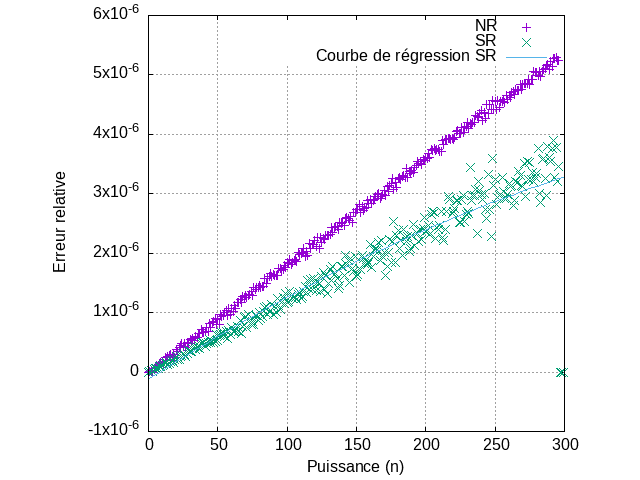 6x10-6
5x10-6
4x10-6
3x10-6
2x10-6
1x10-6
0
-1x10-6
0 50 100 150 200 250 300
Erreur relative
Puissance (n)
NR
SR
Courbe de régression SR